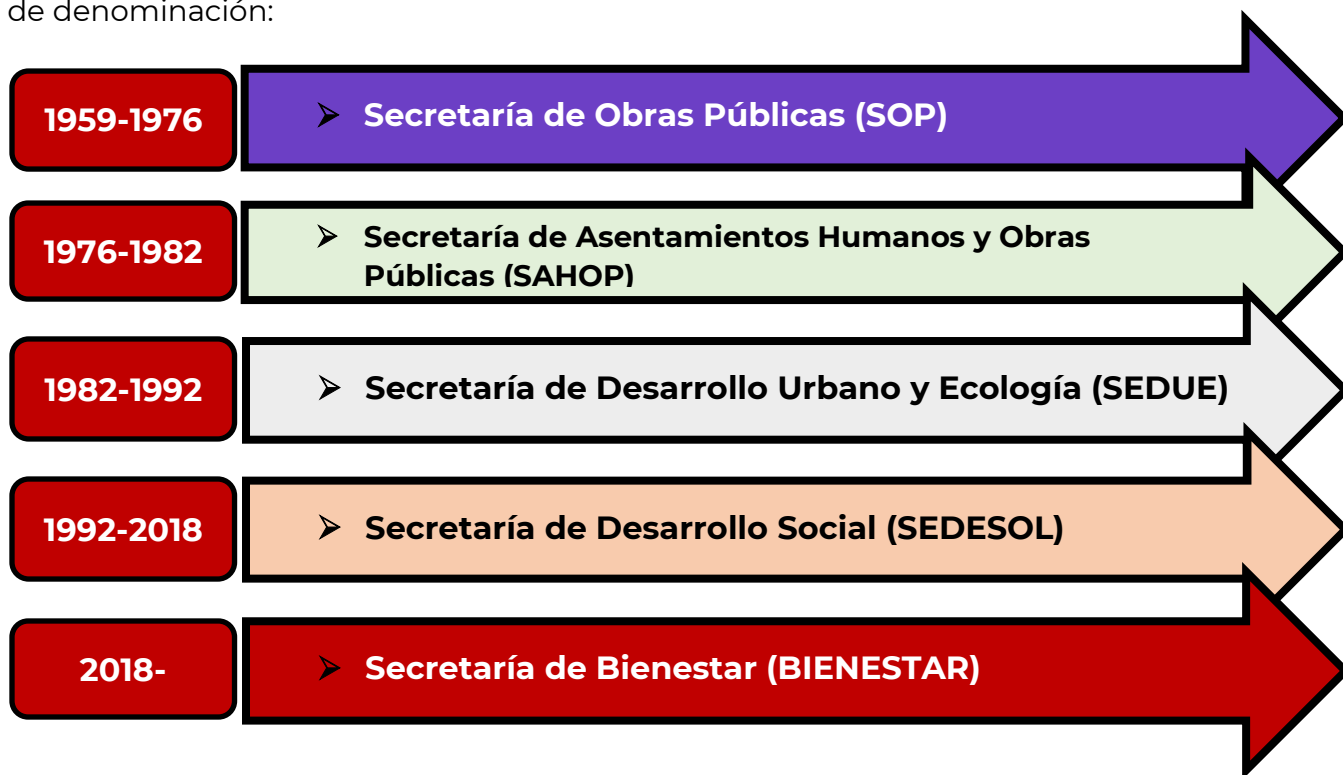 de denominación:
1959-1976
➢ Secretaría de Obras Públicas (SOP)
1976-1982
➢ Secretaría de Asentamientos Humanos y Obras
Públicas (SAHOP)
1982-1992
➢ Secretaría de Desarrollo Urbano y Ecología (SEDUE)
1992-2018
➢ Secretaría de Desarrollo Social (SEDESOL)
2018-
➢ Secretaría de Bienestar (BIENESTAR)